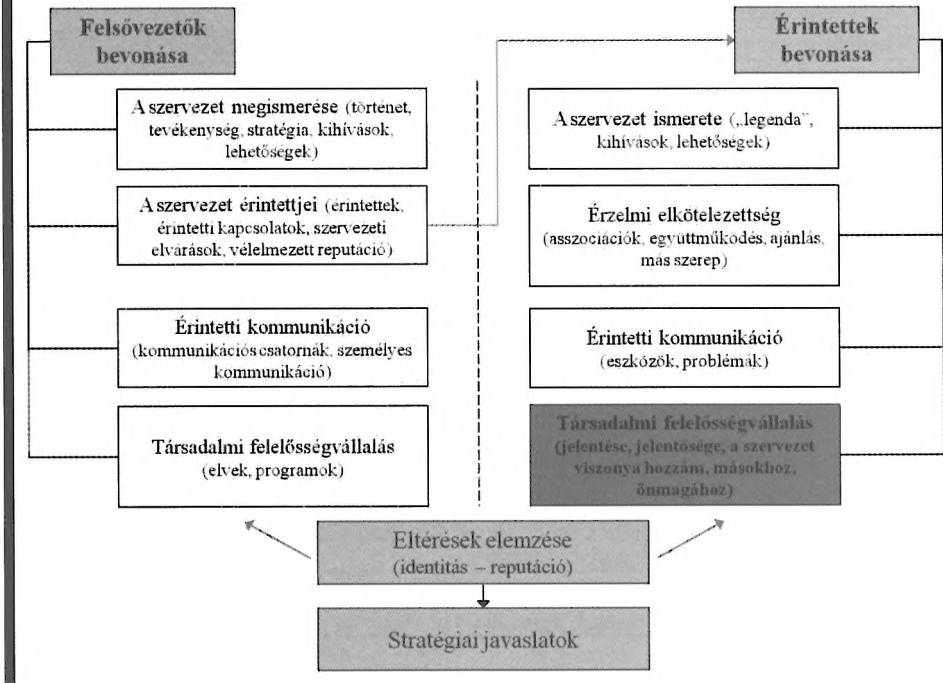 Felsővezetők
bevonása
A szervezet megismerése (történet,
tevékenység, stratégia, kihívások,
lehetőségek)
A szervezet érintettjei (érintettek,
érintetti kapcsolatok, szervezeti
elvárások, vélelmezett reputáció)
Érintetti kommunikáció
(kommunikációs csatornák, személyes
kommunikáció)
Társadalmi felelősségvállalás
(elvek, programok)
Érintettek
bevonása
A szervezet ismerete („legenda”,
kihívások, lehetőségek)
Érzelmi elkötelezettség
(asszociációk, együttműködés, ajánlás,
más szerep)
Érintetti kommunikáció
(eszközök, problémák)
Társadalmi felelősségvállalás
(jelentése, jelentősége, a szervezet
viszonya hozzám, másokhoz,
önmagához)
Eltérések elemzése
(identitás – reputáció)
Stratégiai javaslatok